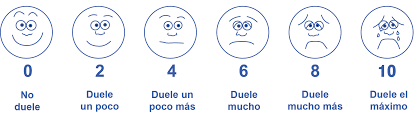 0 2 4 6 8 10
No duele
Duele un poco
Duele un poco más
Duele mucho
Duele mucho más
Duele el máximo